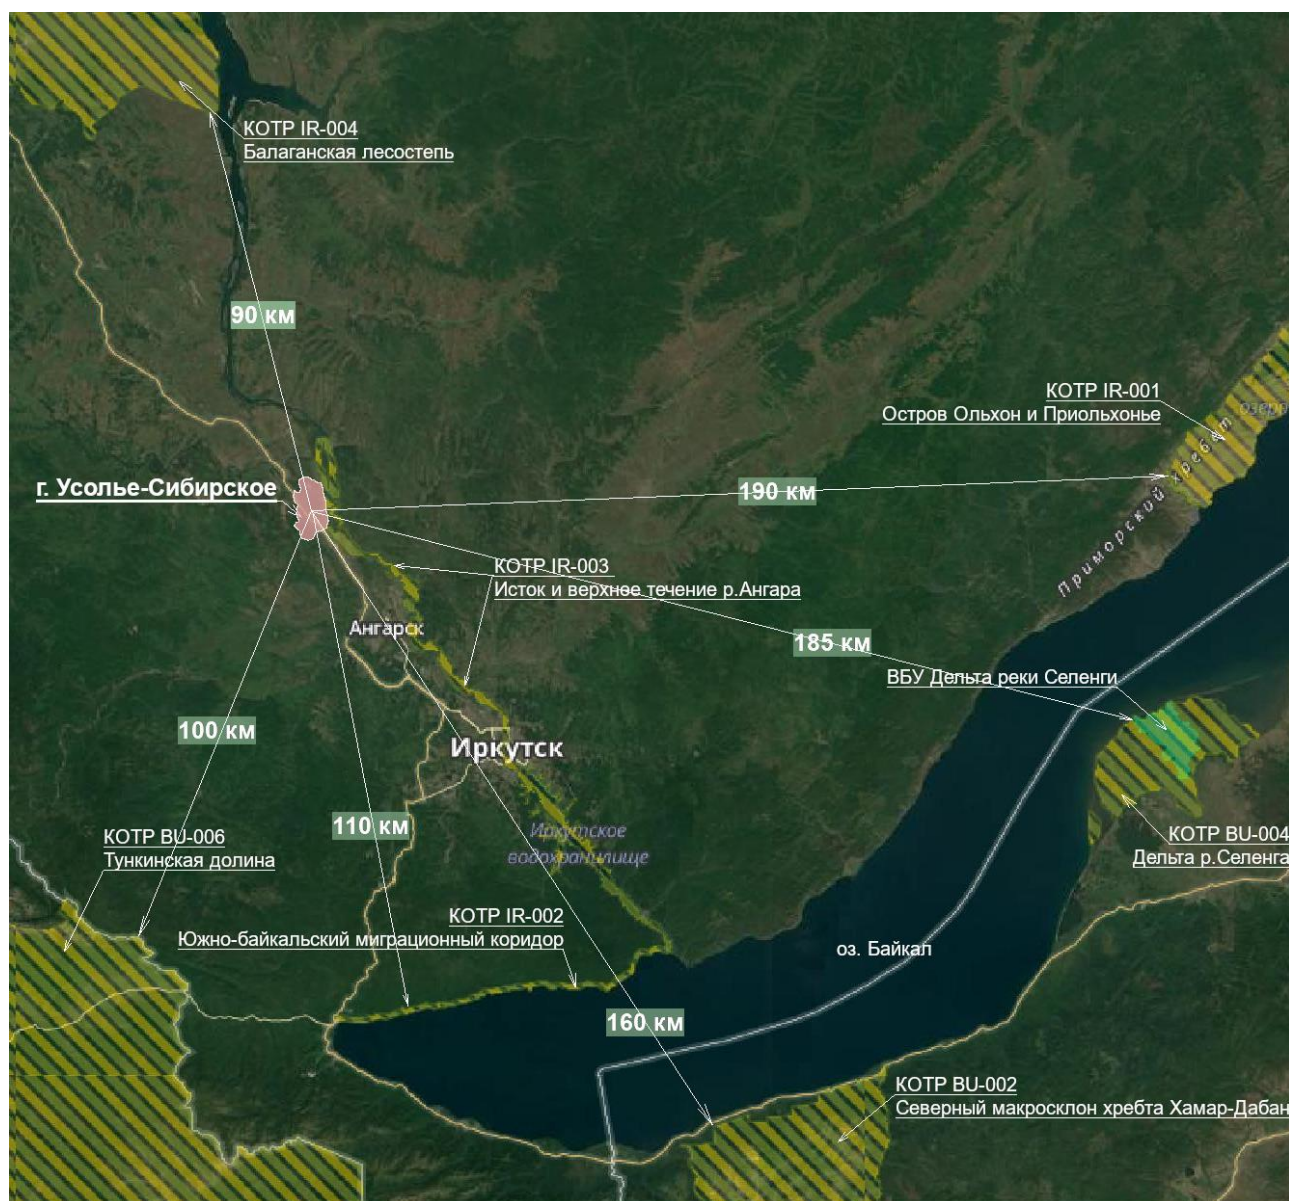 КОТР IR-004
Балаганская лесостепь
90 км
КОТР IR-001
Остров Ольхон и Приольхонье
озеро
Приморский хребет
г. Усолье-Сибирское
190 км
КОТР IR-003
Исток и верхнее течение р.Ангара
Ангарск
185 км
ВБУ Дельта реки Селенги
100 км
Иркутск
110 км
Иркутское
водохранилище
КОТР BU-006
Тункинская долина
КОТР BU-004
Дельта р.Селенга
КОТР IR-002
Южно-байкальский миграционный коридор
оз. Байкал
160 км
КОТР BU-002
Северный макросклон хребта Хамар-Дабан